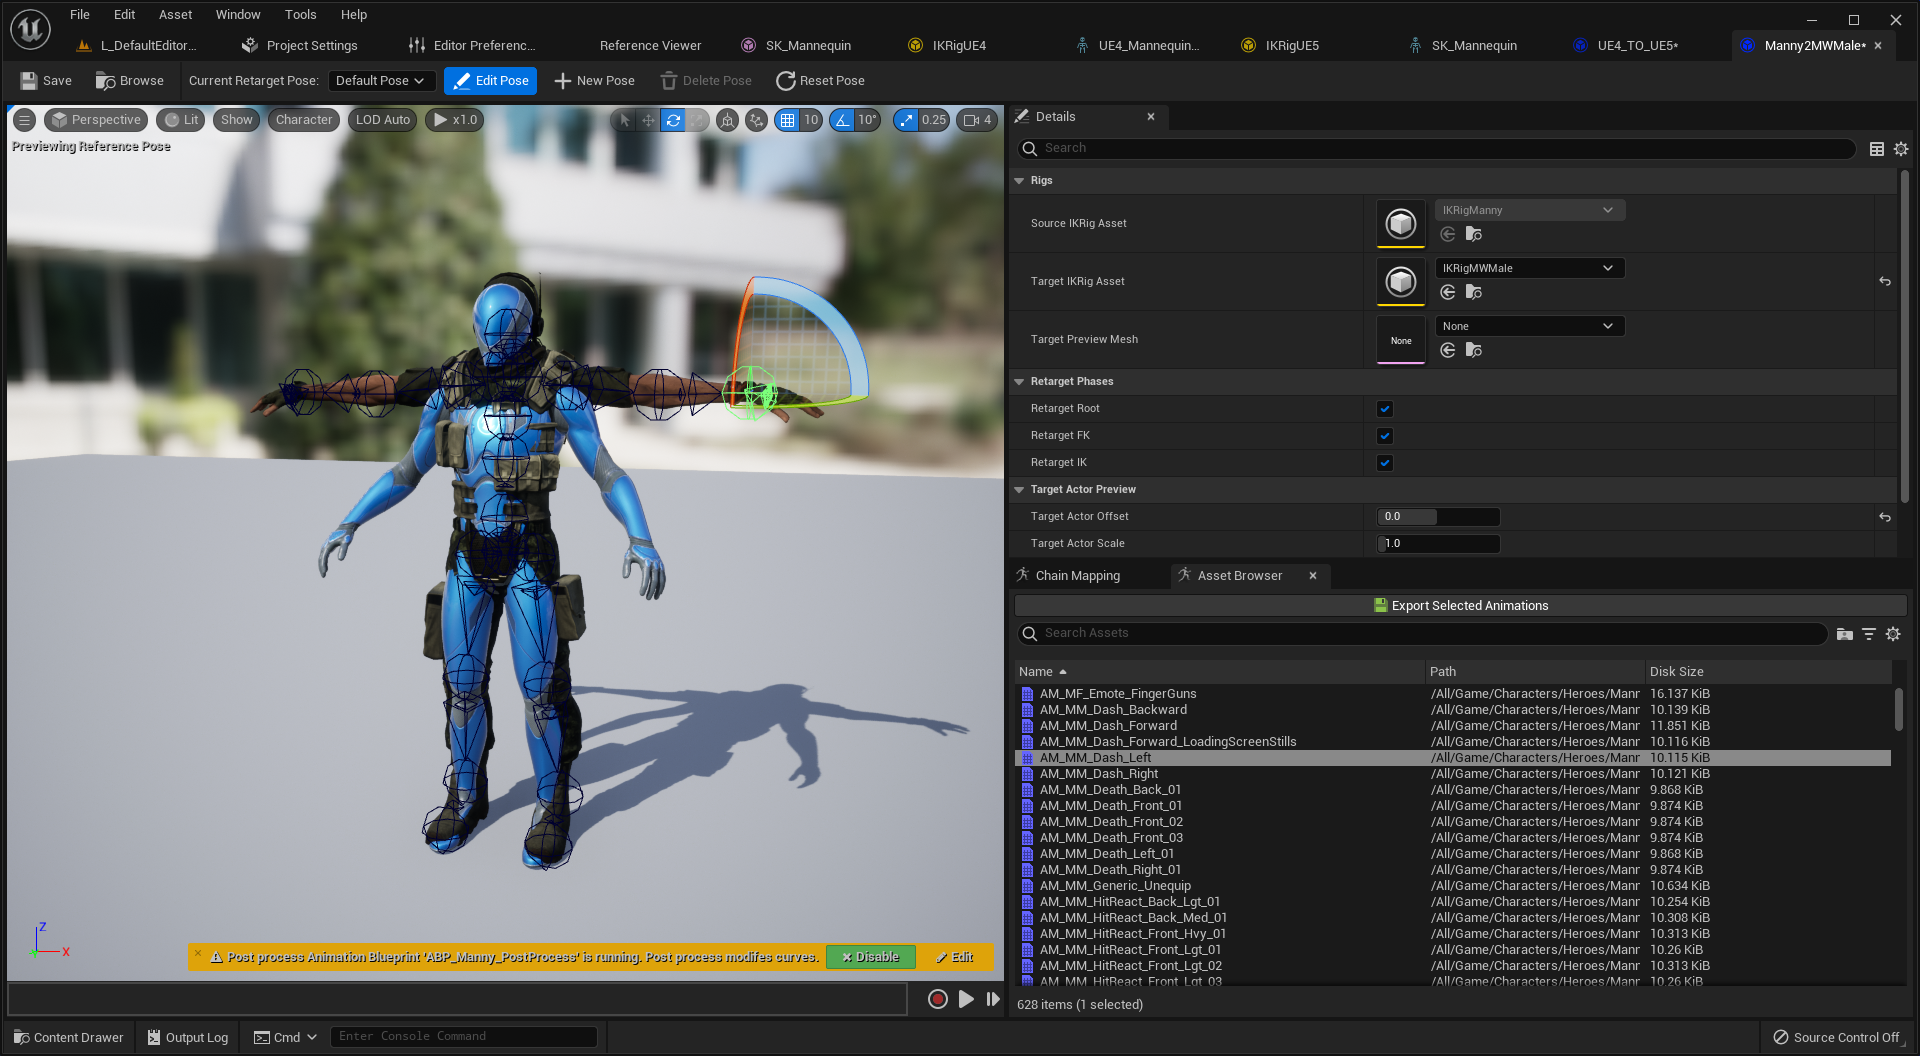 File Edit Asset Window Tools Help
L_DefaultEditor... Project Settings Editor Preferenc... Reference Viewer SK_Mannequin IKRigUE4 UE4_Mannequin... IKRigUE5 SK_Mannequin UE4_TO_UE5* Manny2MWMale*
Save Browse Current Retarget Pose: Default Pose Edit Pose New Pose Delete Pose Reset Pose
Perspective Lit Show Character LOD Auto x1.0 10 10° 0.25 4
Previewing Reference Pose
Z
X
Post process Animation Blueprint 'ABP_Manny_PostProcess' is running. Post process modifes curves. Disable Edit
Details
Search
Rigs
Source IKRig Asset IKRigManny
Target IKRig Asset IKRigMWMale
Target Preview Mesh None None
Retarget Phases
Retarget Root
Retarget FK
Retarget IK
Target Actor Preview
Target Actor Offset 0.0
Target Actor Scale 1.0
Chain Mapping Asset Browser
Export Selected Animations
Search Assets
Name Path Disk Size
AM_MF_Emote_FingerGuns /All/Game/Characters/Heroes/Manr 16.137 KiB
AM_MM_Dash_Backward /All/Game/Characters/Heroes/Manr 10.139 KiB
AM_MM_Dash_Forward /All/Game/Characters/Heroes/Manr 11.851 KiB
AM_MM_Dash_Forward_LoadingScreenStills /All/Game/Characters/Heroes/Manr 10.116 KiB
AM_MM_Dash_Left /All/Game/Characters/Heroes/Manr 10.115 KiB
AM_MM_Dash_Right /All/Game/Characters/Heroes/Manr 10.121 KiB
AM_MM_Death_Back_01 /All/Game/Characters/Heroes/Manr 9.868 KiB
AM_MM_Death_Front_01 /All/Game/Characters/Heroes/Manr 9.874 KiB
AM_MM_Death_Front_02 /All/Game/Characters/Heroes/Manr 9.874 KiB
AM_MM_Death_Front_03 /All/Game/Characters/Heroes/Manr 9.874 KiB
AM_MM_Death_Left_01 /All/Game/Characters/Heroes/Manr 9.868 KiB
AM_MM_Death_Right_01 /All/Game/Characters/Heroes/Manr 9.874 KiB
AM_MM_Generic_Unequip /All/Game/Characters/Heroes/Manr 10.634 KiB
AM_MM_HitReact_Back_Lgt_01 /All/Game/Characters/Heroes/Manr 10.254 KiB
AM_MM_HitReact_Back_Med_01 /All/Game/Characters/Heroes/Manr 10.308 KiB
AM_MM_HitReact_Front_Hvy_01 /All/Game/Characters/Heroes/Manr 10.313 KiB
AM_MM_HitReact_Front_Lgt_01 /All/Game/Characters/Heroes/Manr 10.26 KiB
AM_MM_HitReact_Front_Lgt_02 /All/Game/Characters/Heroes/Manr 10.313 KiB
AM_MM_HitReact_Front_Lgt_03 /All/Game/Characters/Heroes/Manr 10.26 KiB
628 items (1 selected)
Content Drawer Output Log Cmd Enter Console Command Source Control Off